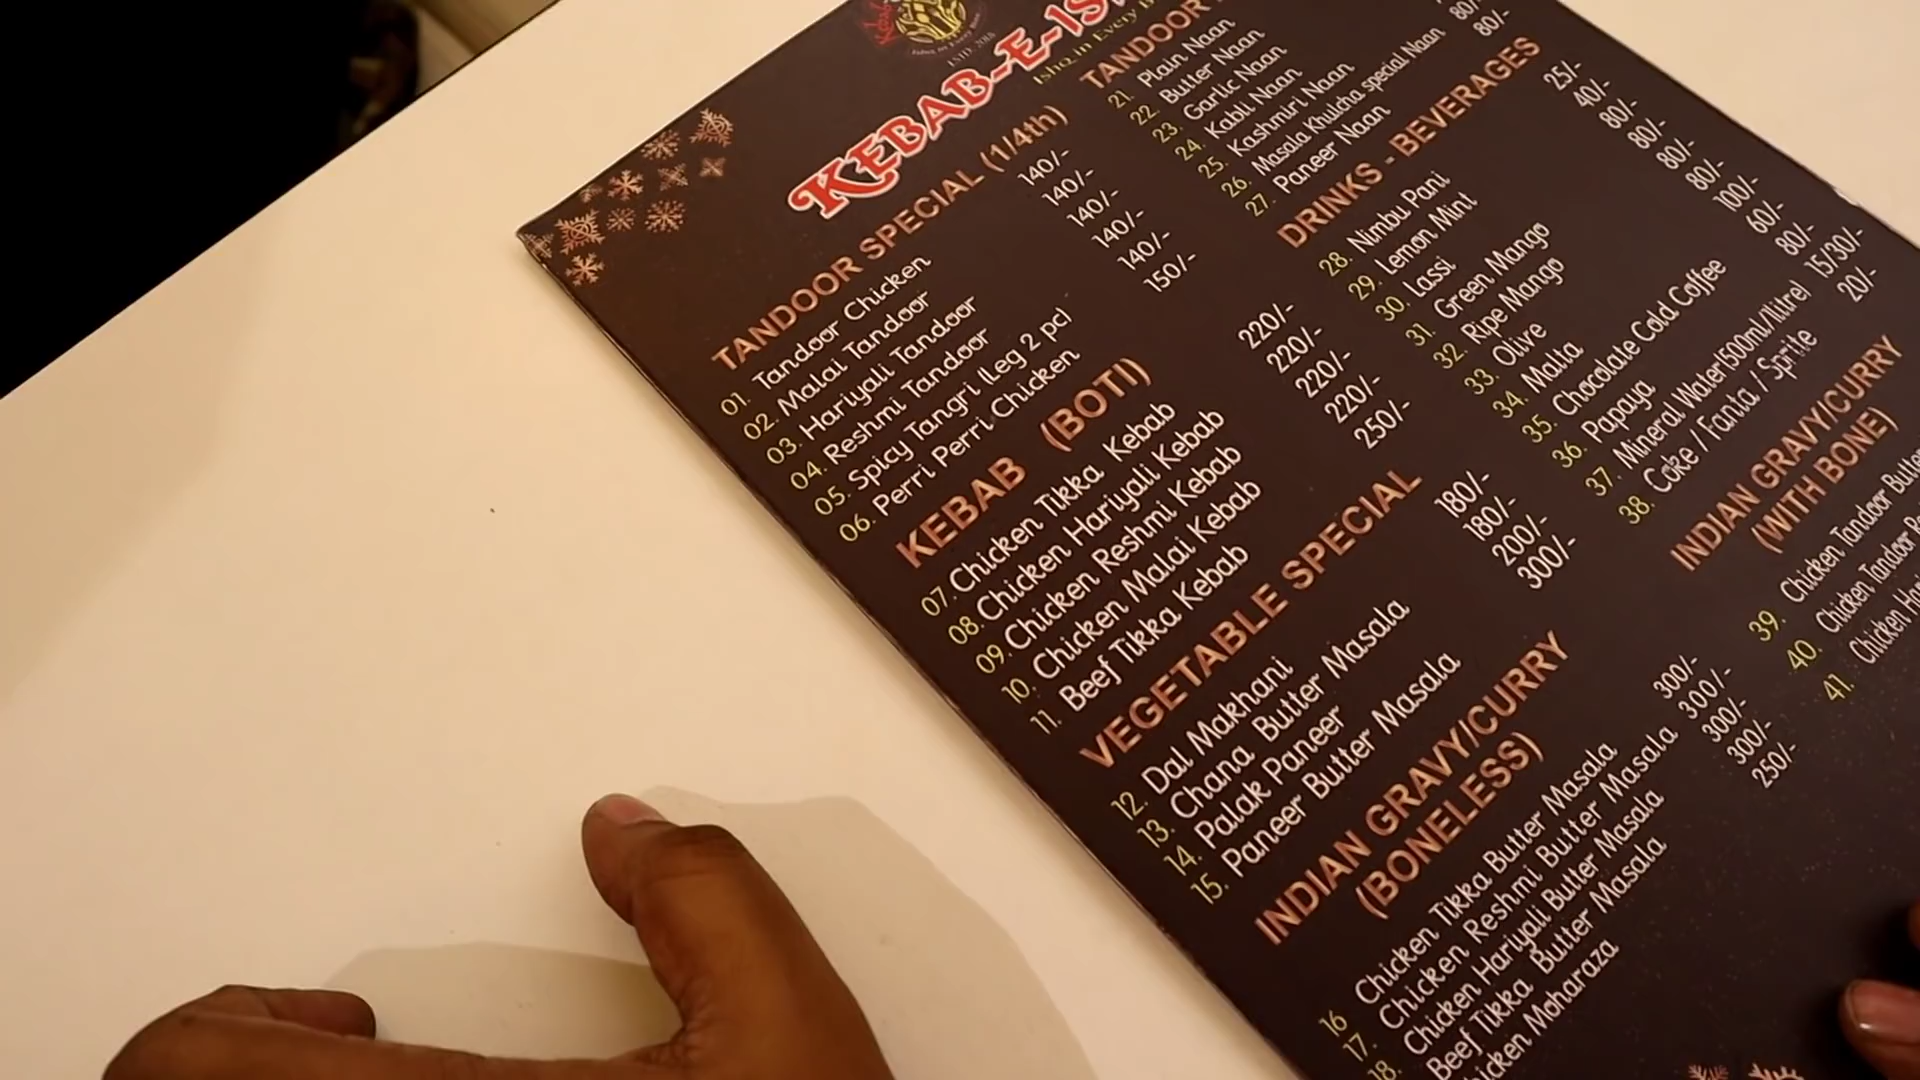 KEBAB-E-IS
Ishq in Every
ESTD. 2018
TANDOOR SPECIAL (1/4th)
01. Tandoor Chicken 140/-
02. Malai Tandoor 140/-
03. Hariyali Tandoor 140/-
04. Reshmi Tandoor 140/-
05. Spicy Tangri (Leg 2 pc) 140/-
06. Perri Perri Chicken 150/-
KEBAB (BOTI)
07. Chicken Tikka Kebab 220/-
08. Chicken Hariyali Kebab 220/-
09. Chicken Reshmi Kebab 220/-
10. Chicken Malai Kebab 220/-
11. Beef Tikka Kebab 250/-
VEGETABLE SPECIAL
12. Dal Makhani 180/-
13. Chana Butter Masala 180/-
14. Palak Paneer 200/-
15. Paneer Butter Masala 300/-
INDIAN GRAVY/CURRY
(BONELESS)
16 Chicken Tikka Butter Masala 300/-
17. Chicken Reshmi Butter Masala 300/-
18. Chicken Hariyali Butter Masala 300/-
Beef Tikka Butter Masala 300/-
hicken Moharaza 250/-
TANDOOR
21. Plain Naan
22. Butter Naan
23. Garlic Naan
24. Kabli Naan
25. Kashmiri Naan
26. Masala Khulcha special Naan 80/-
27. Paneer Naan 80/-
DRINKS - BEVERAGES
28. Nimbu Pani 25/-
29. Lemon Mint 40/-
30. Lassi 80/-
31. Green Mango 80/-
32. Ripe Mango 80/-
33. Olive 80/-
34. Malta 100/-
35. Chocolate Cold Coffee 60/-
36. Papaya 80/-
37. Mineral Water(500ml/1litre) 15/30/-
38. Coke / Fanta / Sprite 20/-
INDIAN GRAVY/CURRY
(WITH BONE)
39. Chicken Tandoor Butter
40. Chicken Tandoor
41. Chicken Ha